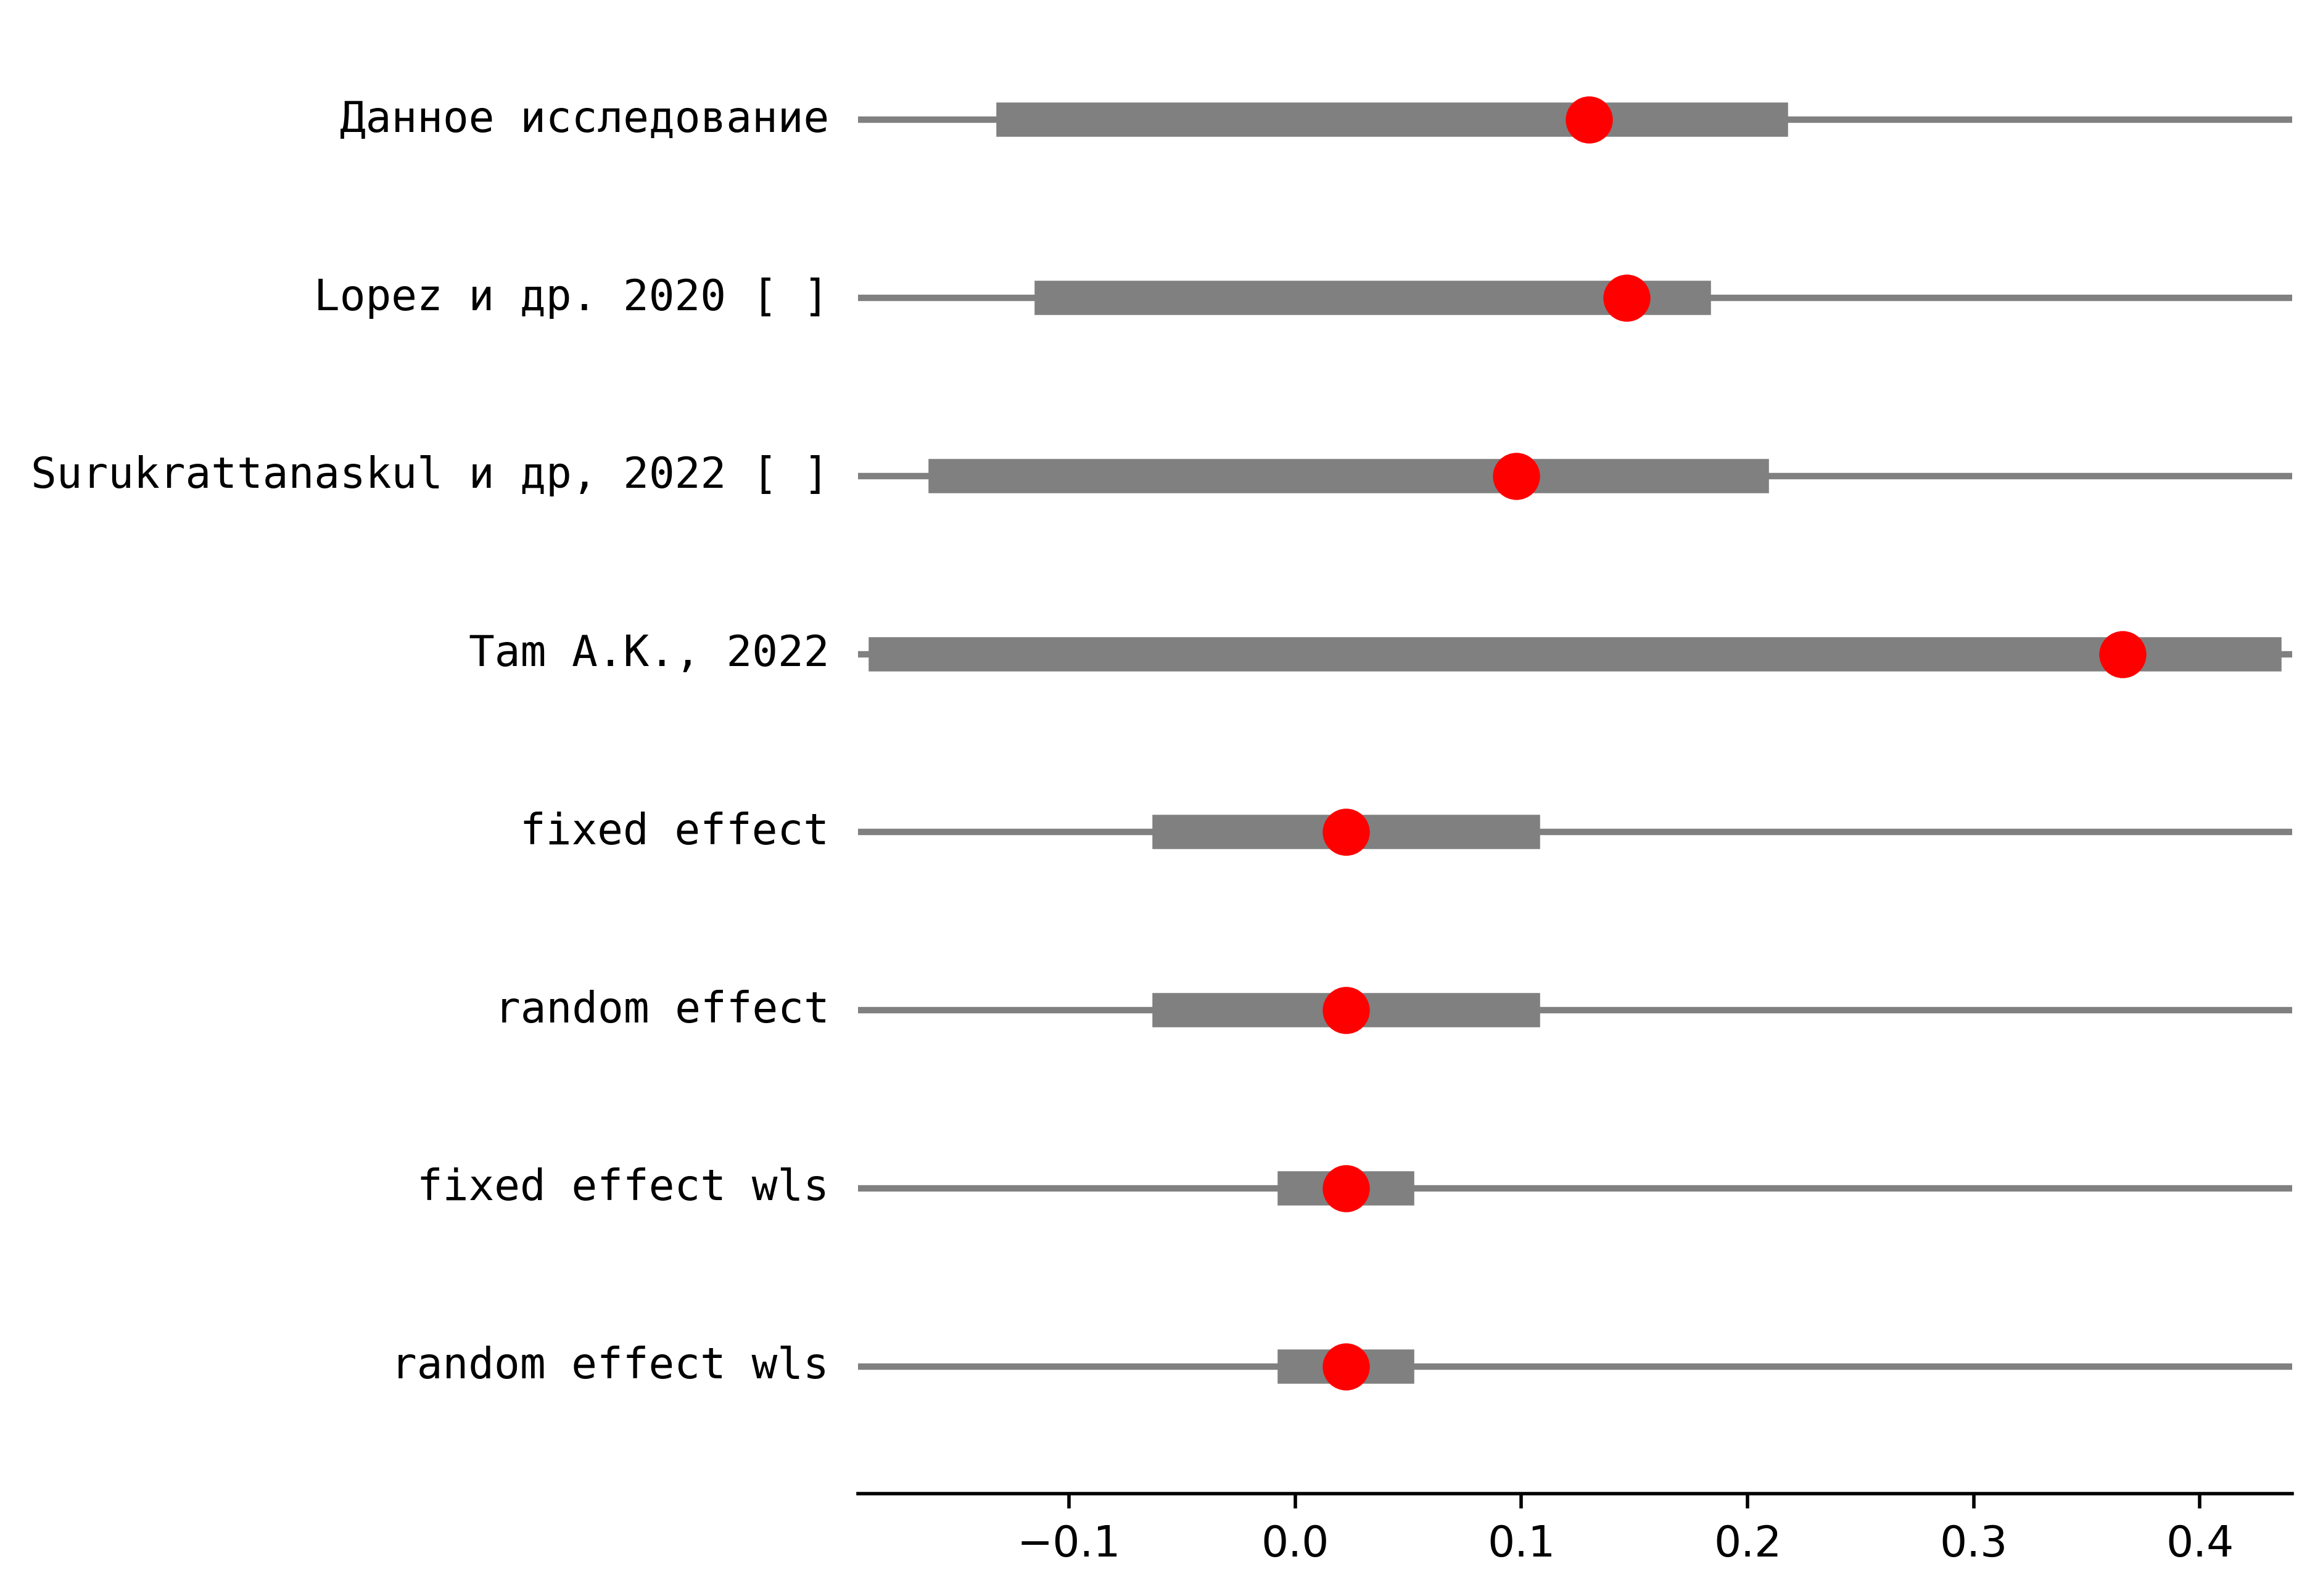 Данное исследование
Lopez и др. 2020 [ ]
Surukrattanaskul и др, 2022 [ ]
Tam A.K., 2022
fixed effect
random effect
fixed effect wls
random effect wls
−0.1 0.0 0.1 0.2 0.3 0.4